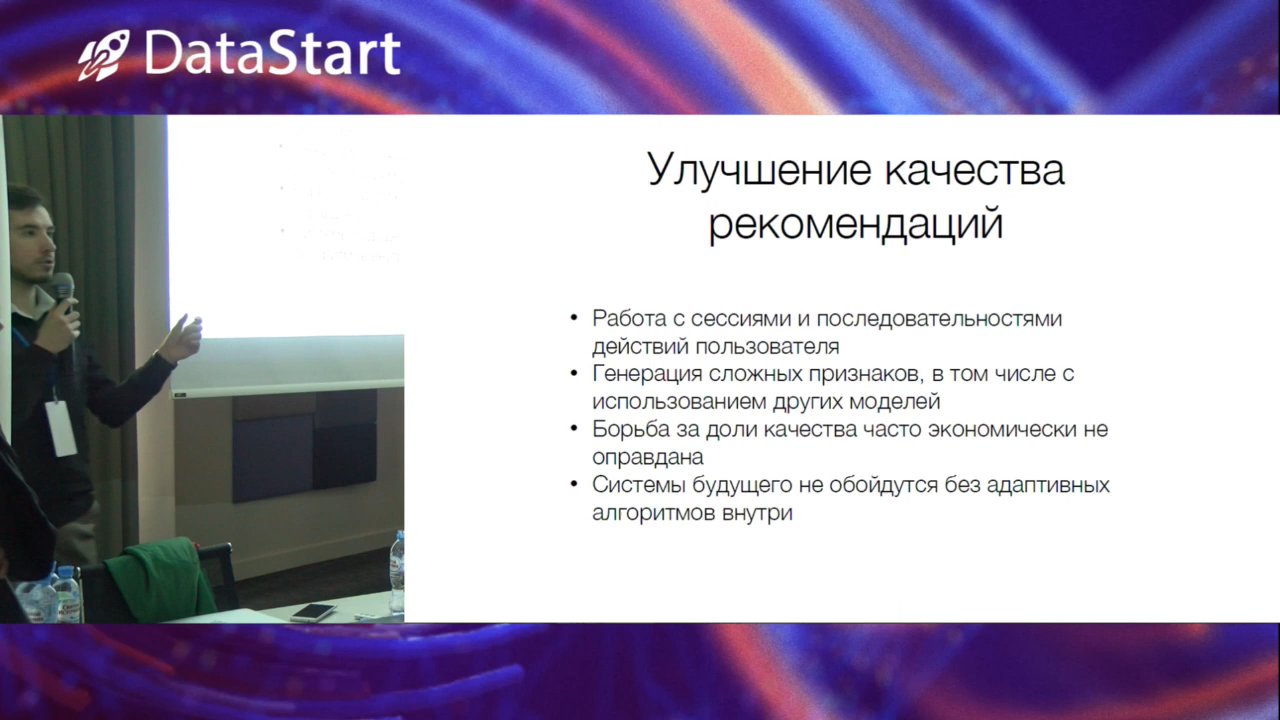 DataStart
Улучшение качества
рекомендаций
• Работа с сессиями и последовательностями
действий пользователя
• Генерация сложных признаков, в том числе с
использованием других моделей
• Борьба за доли качества часто экономически не
оправдана
• Системы будущего не обойдутся без адаптивных
алгоритмов внутри